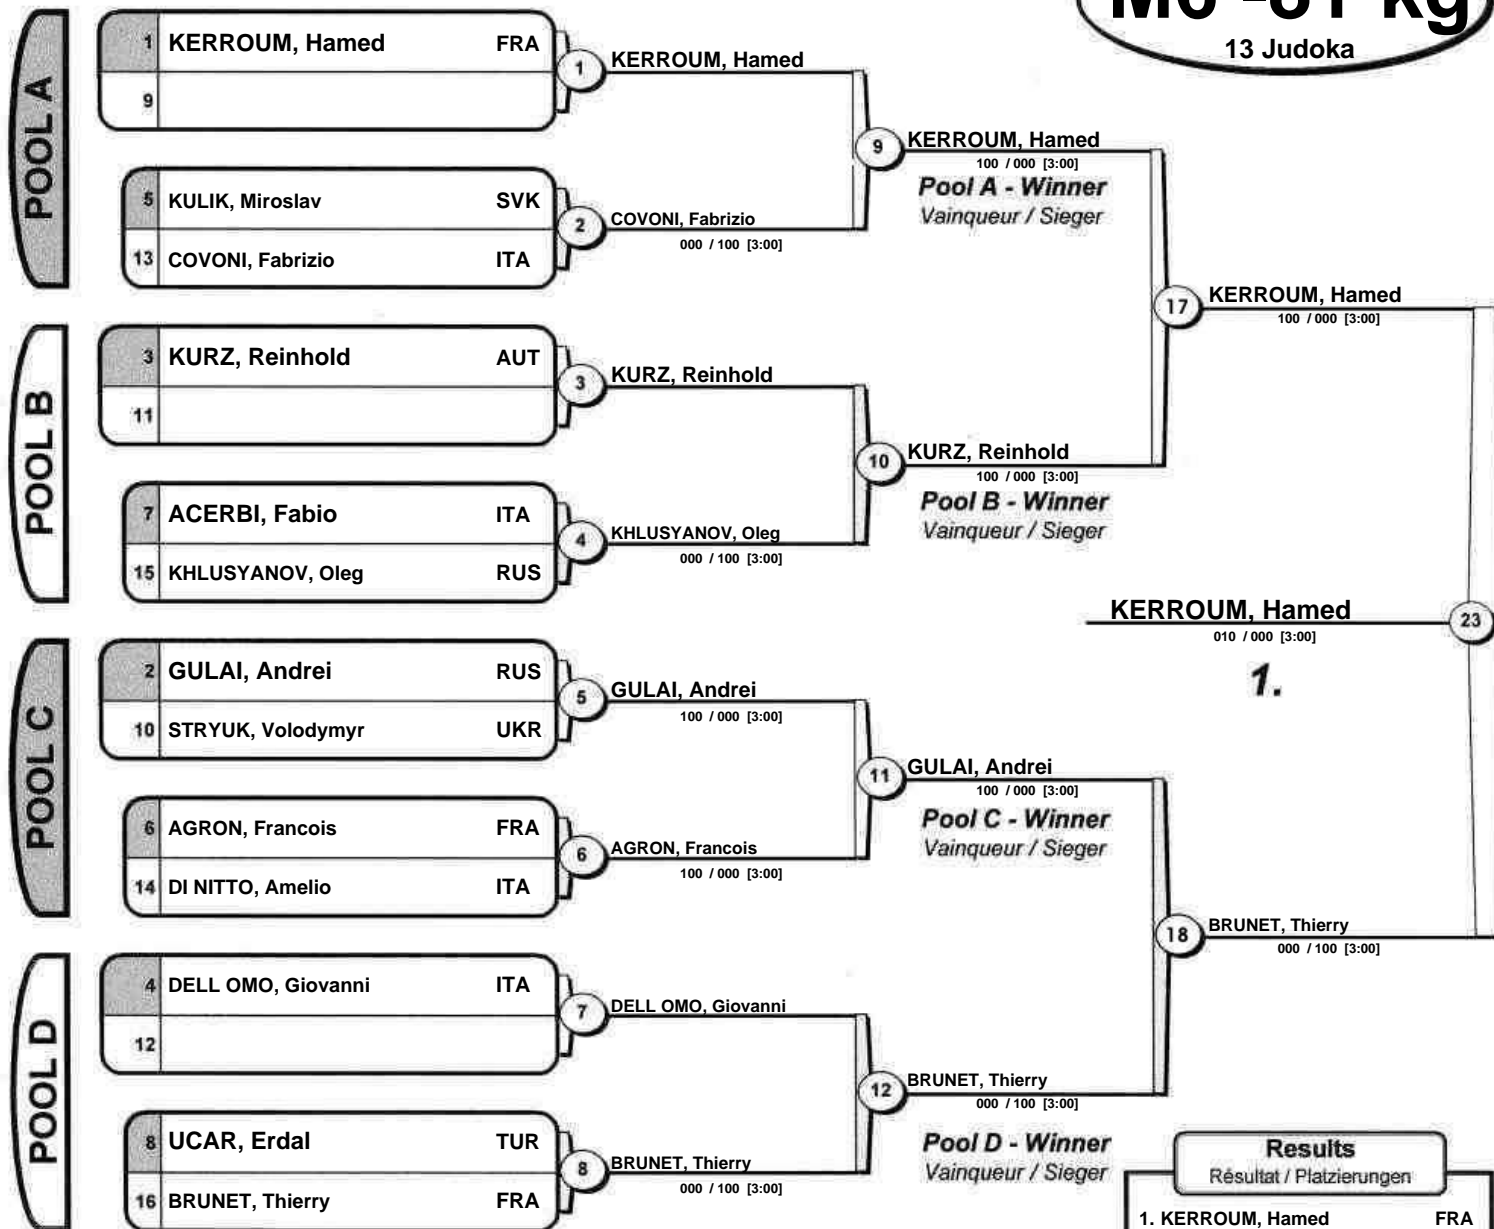 M6 -81 kg
13 Judoka
POOL A
1 KERROUM, Hamed FRA
9
5 KULIK, Miroslav SVK
13 COVONI, Fabrizio ITA
1 KERROUM, Hamed
2 COVONI, Fabrizio
000 / 100 [3:00]
9 KERROUM, Hamed
100 / 000 [3:00]
Pool A - Winner
Vainqueur / Sieger
POOL B
3 KURZ, Reinhold AUT
11
7 ACERBI, Fabio ITA
15 KHLUSYANOV, Oleg RUS
3 KURZ, Reinhold
4 KHLUSYANOV, Oleg
000 / 100 [3:00]
10 KURZ, Reinhold
100 / 000 [3:00]
Pool B - Winner
Vainqueur / Sieger
17 KERROUM, Hamed
100 / 000 [3:00]
KERROUM, Hamed 23
010 / 000 [3:00]
1.
POOL C
2 GULAI, Andrei RUS
10 STRYUK, Volodymyr UKR
6 AGRON, Francois FRA
14 DI NITTO, Amelio ITA
5 GULAI, Andrei
100 / 000 [3:00]
6 AGRON, Francois
100 / 000 [3:00]
11 GULAI, Andrei
100 / 000 [3:00]
Pool C - Winner
Vainqueur / Sieger
18 BRUNET, Thierry
000 / 100 [3:00]
POOL D
4 DELL OMO, Giovanni ITA
12
8 UCAR, Erdal TUR
16 BRUNET, Thierry FRA
7 DELL OMO, Giovanni
8 BRUNET, Thierry
000 / 100 [3:00]
12 BRUNET, Thierry
000 / 100 [3:00]
Pool D - Winner
Vainqueur / Sieger
Results
Résultat / Platzierungen
1. KERROUM, Hamed FRA